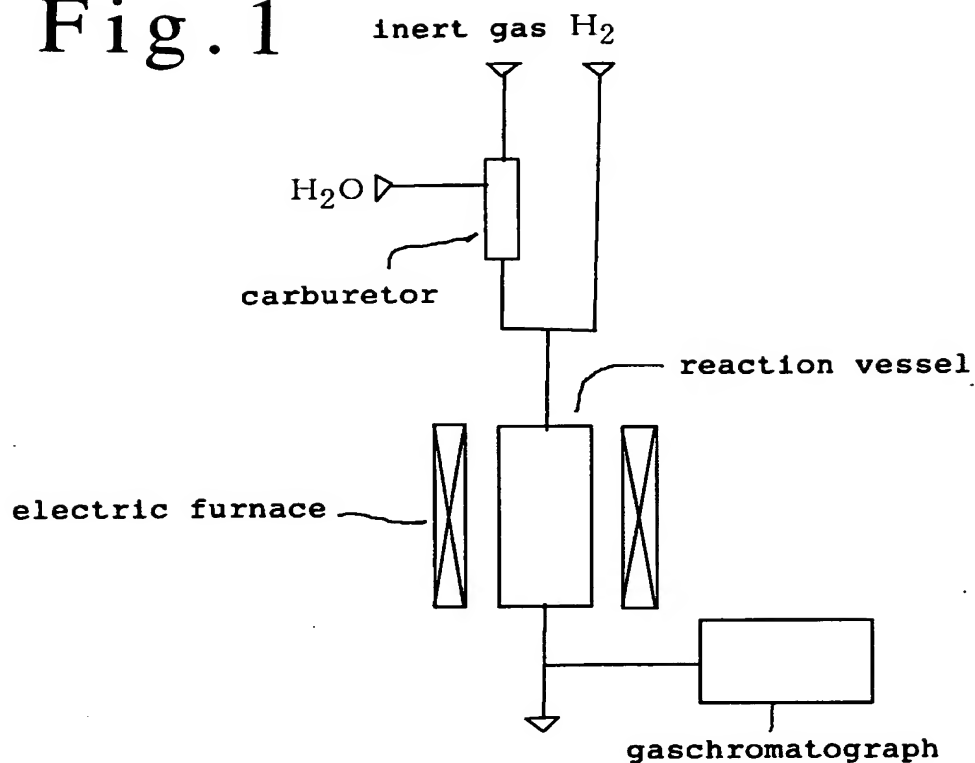 Fig.1
inert gas H₂
H₂O
carburetor
reaction vessel
electric furnace
gaschromatograph